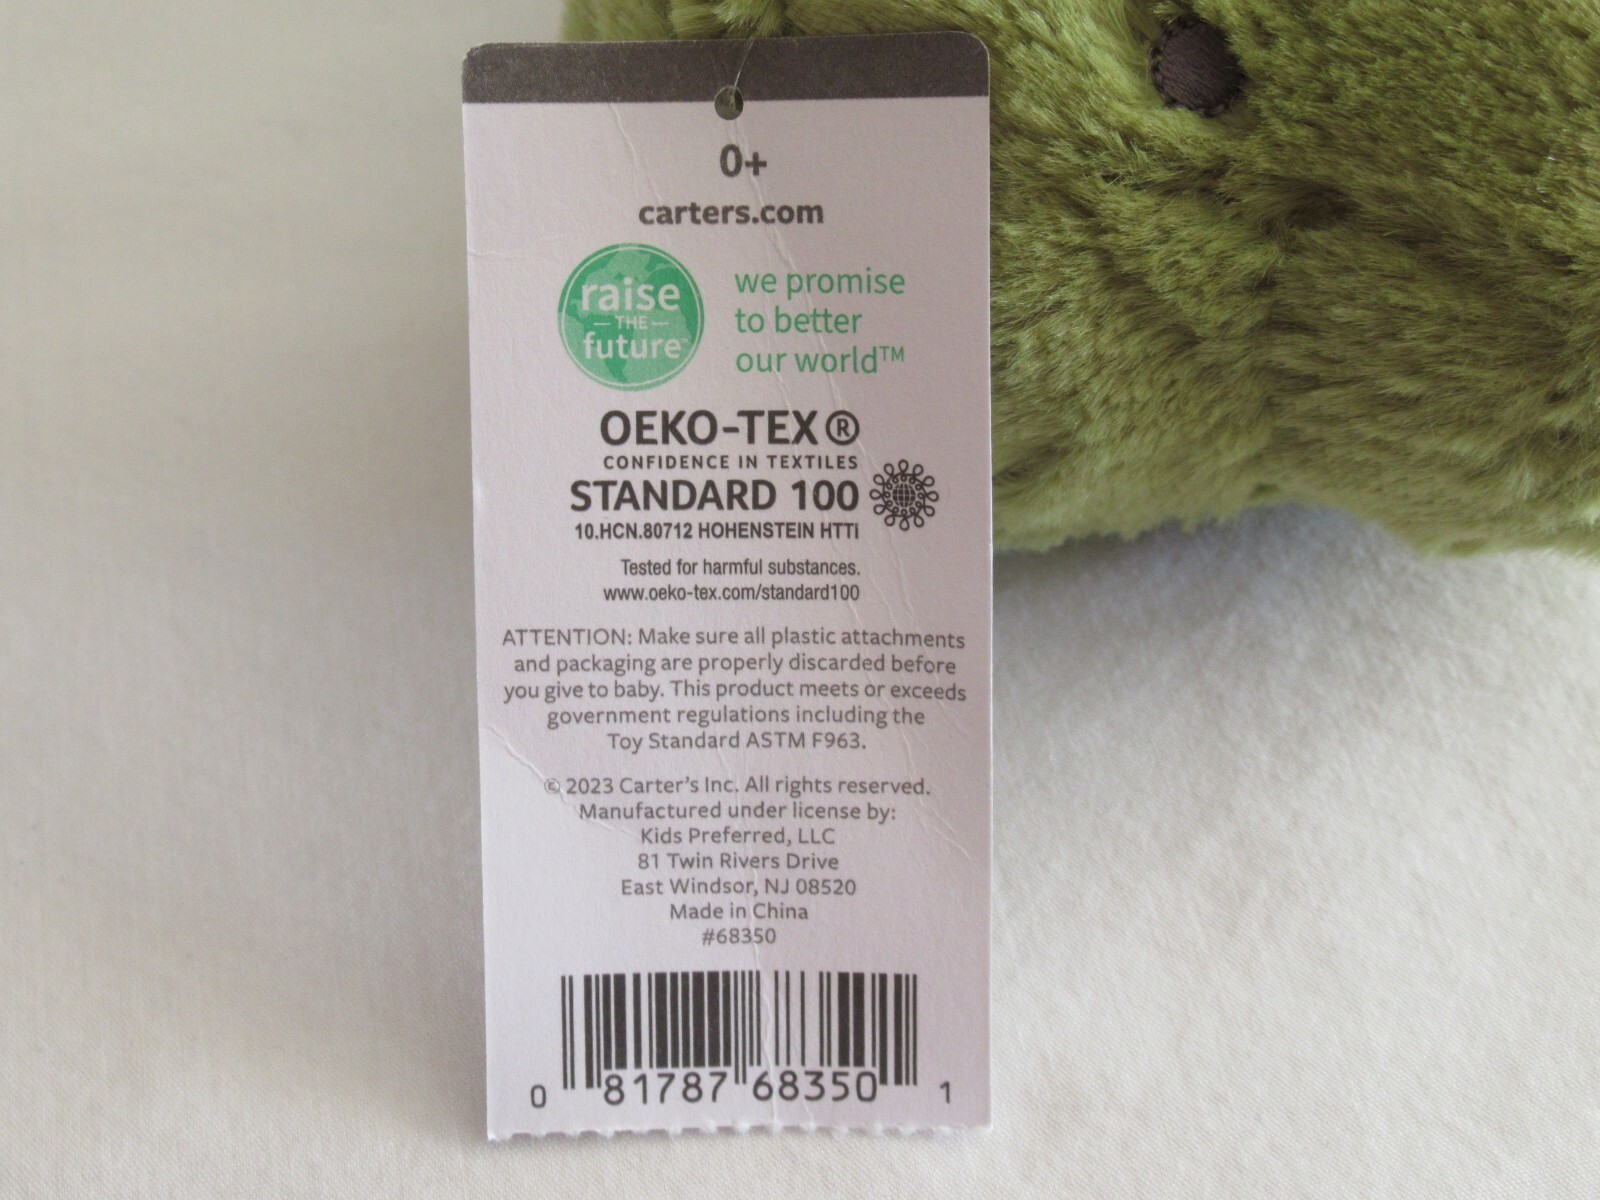 0+
carters.com
raise
THE
future™
we promise
to better
our world™
OEKO-TEX®
CONFIDENCE IN TEXTILES
STANDARD 100
10.HCN.80712 HOHENSTEIN HTTI
Tested for harmful substances.
www.oeko-tex.com/standard100
ATTENTION: Make sure all plastic attachments
and packaging are properly discarded before
you give to baby. This product meets or exceeds
government regulations including the
Toy Standard ASTM F963.
© 2023 Carter's Inc. All rights reserved.
Manufactured under license by:
Kids Preferred, LLC
81 Twin Rivers Drive
East Windsor, NJ 08520
Made in China
#68350
0 81787 68350 1